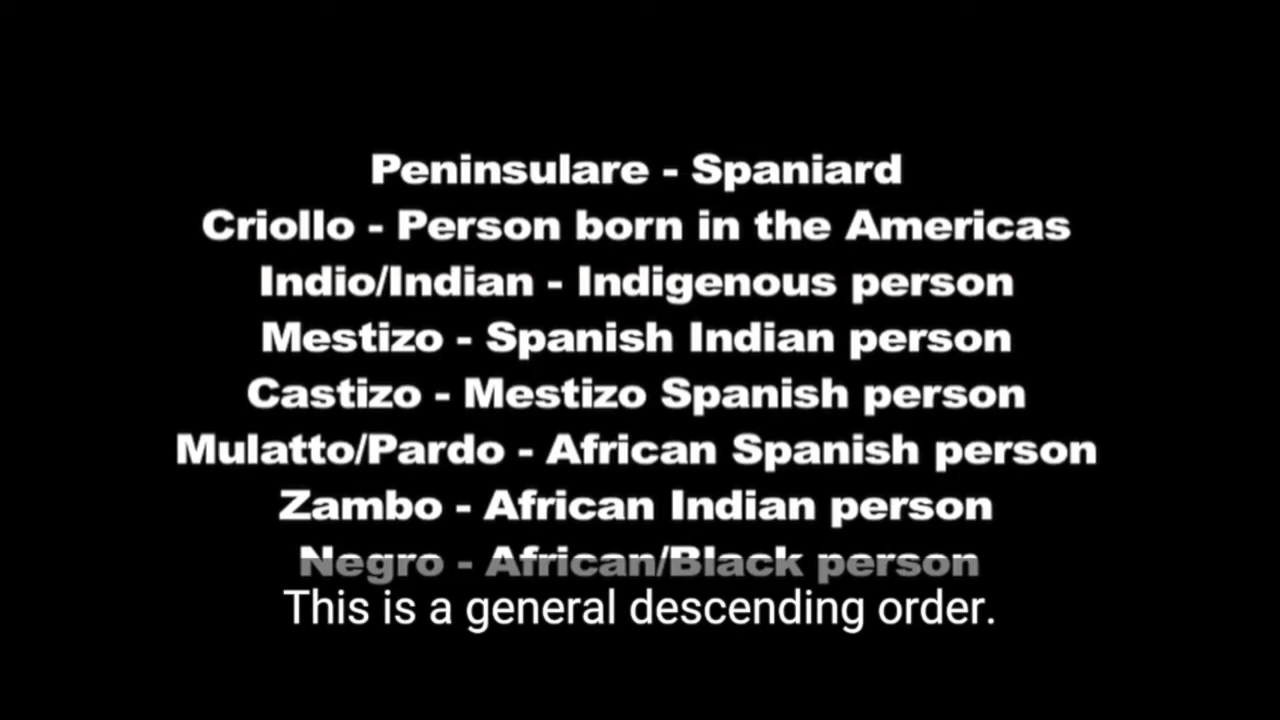 Peninsulare - Spaniard
Criollo - Person born in the Americas
Indio/Indian - Indigenous person
Mestizo - Spanish Indian person
Castizo - Mestizo Spanish person
Mulatto/Pardo - African Spanish person
Zambo - African Indian person
Negro - African/Black person
This is a general descending order.